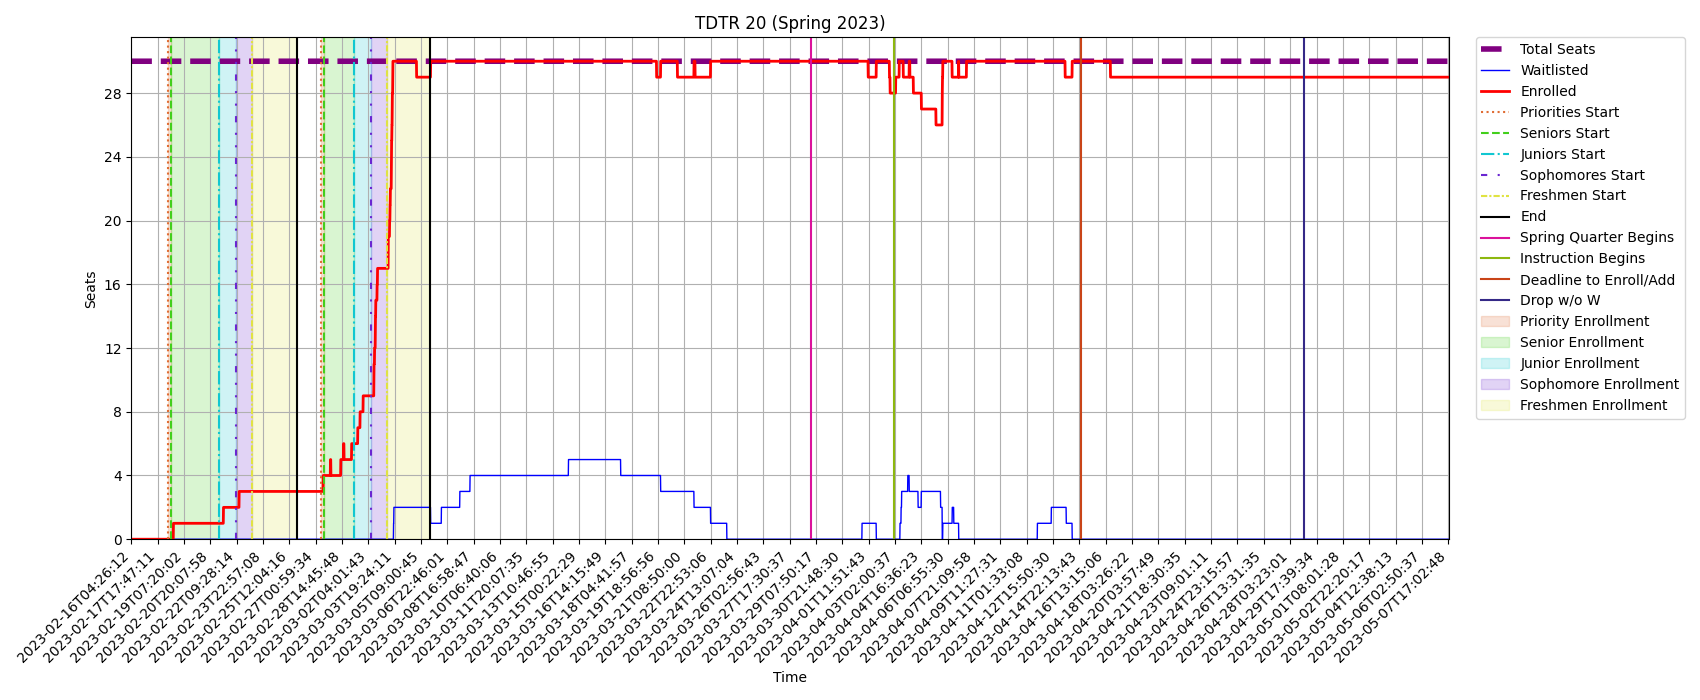 TDTR 20 (Spring 2023)
Seats
28
24
20
16
12
8
4
0
2023-02-16T04:26:12
2023-02-17T17:47:11
2023-02-19T07:20:02
2023-02-20T20:07:58
2023-02-22T09:28:14
2023-02-23T22:57:08
2023-02-25T12:04:16
2023-02-27T00:59:34
2023-02-28T14:45:48
2023-03-02T04:01:43
2023-03-03T19:24:11
2023-03-05T09:00:45
2023-03-06T22:46:01
2023-03-08T16:58:47
2023-03-10T06:40:06
2023-03-11T20:07:35
2023-03-13T10:46:55
2023-03-15T00:22:29
2023-03-16T14:15:49
2023-03-18T04:41:57
2023-03-19T18:56:56
2023-03-21T08:50:00
2023-03-22T22:53:06
2023-03-24T13:07:04
2023-03-26T02:56:43
2023-03-27T17:30:37
2023-03-29T07:50:17
2023-03-30T21:48:30
2023-04-01T11:51:43
2023-04-03T02:00:37
2023-04-04T16:36:23
2023-04-06T06:55:30
2023-04-07T21:09:58
2023-04-09T11:27:31
2023-04-11T01:33:08
2023-04-12T15:50:30
2023-04-14T22:13:43
2023-04-16T13:15:06
2023-04-18T03:26:22
2023-04-20T03:57:49
2023-04-21T18:30:35
2023-04-23T09:01:11
2023-04-24T23:15:57
2023-04-26T13:31:35
2023-04-28T03:23:01
2023-04-29T17:39:34
2023-05-01T08:01:28
2023-05-02T22:20:17
2023-05-04T12:38:13
2023-05-06T02:50:37
2023-05-07T17:02:48
Time
Total Seats
Waitlisted
Enrolled
Priorities Start
Seniors Start
Juniors Start
Sophomores Start
Freshmen Start
End
Spring Quarter Begins
Instruction Begins
Deadline to Enroll/Add
Drop w/o W
Priority Enrollment
Senior Enrollment
Junior Enrollment
Sophomore Enrollment
Freshmen Enrollment